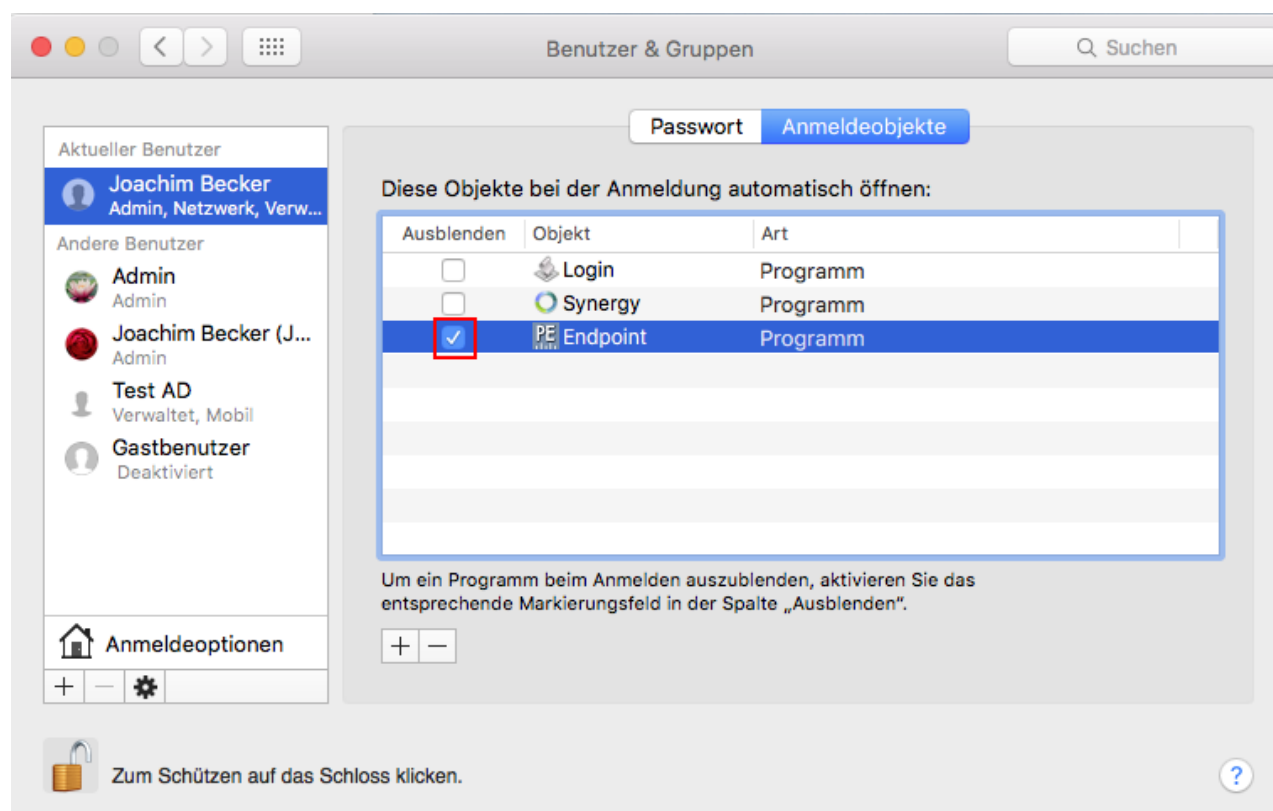 Benutzer & Gruppen
Suchen
Passwort Anmeldeobjekte
Aktueller Benutzer
Joachim Becker
Admin, Netzwerk, Verw...
Andere Benutzer
Admin
Admin
Joachim Becker (J...
Admin
Test AD
Verwaltet, Mobil
Gastbenutzer
Deaktiviert
Anmeldeoptionen
Diese Objekte bei der Anmeldung automatisch öffnen:
Ausblenden Objekt Art
Login Programm
Synergy Programm
PE Endpoint Programm
Um ein Programm beim Anmelden auszublenden, aktivieren Sie das
entsprechende Markierungsfeld in der Spalte „Ausblenden“.
Zum Schützen auf das Schloss klicken.